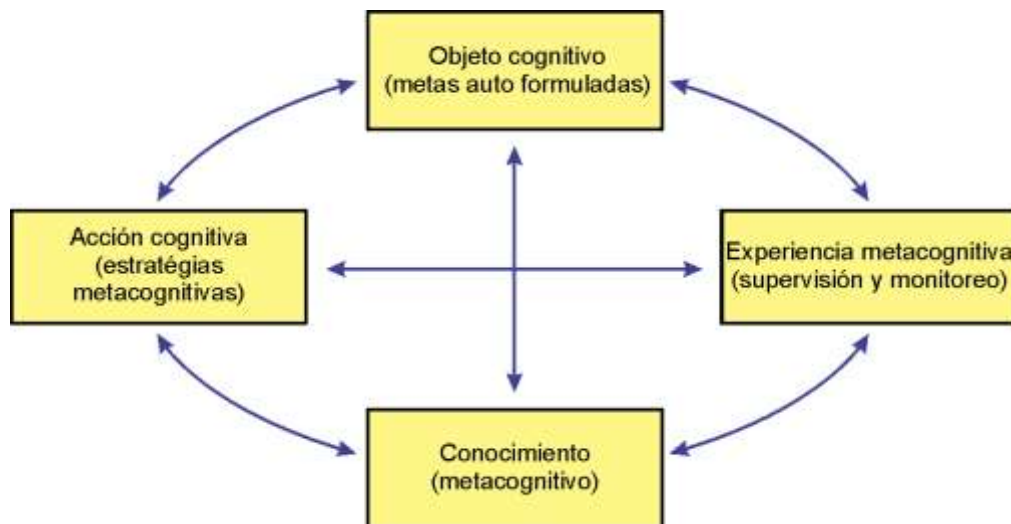 Objeto cognitivo
(metas auto formuladas)
Acción cognitiva
(estratégias
metacognitivas)
Experiencia metacognitiva
(supervisión y monitoreo)
Conocimiento
(metacognitivo)